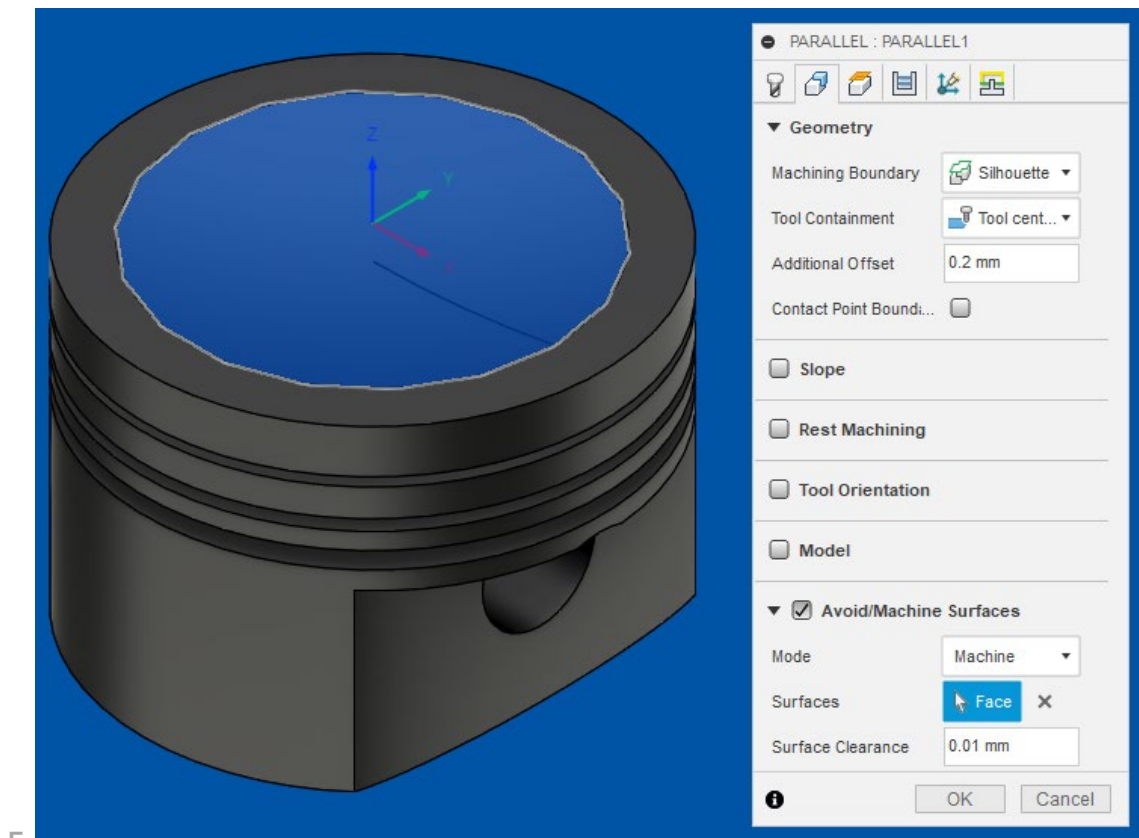 PARALLEL : PARALLEL1
Geometry
Machining Boundary Silhouette
Tool Containment Tool cent...
Additional Offset 0.2 mm
Contact Point Bounda...
Slope
Rest Machining
Tool Orientation
Model
Avoid/Machine Surfaces
Mode Machine
Surfaces Face
Surface Clearance 0.01 mm
OK Cancel
Z
Y
X